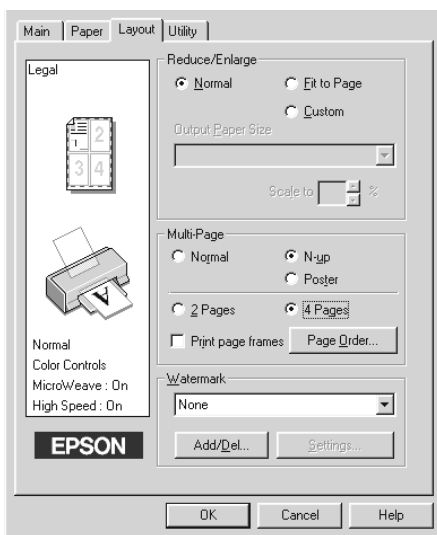 Main Paper Layout Utility
Legal
1 2
3 4
Normal
Color Controls
MicroWeave : On
High Speed : On
EPSON
Reduce/Enlarge
Normal Fit to Page
Custom
Output Paper Size
Scale to %
Multi-Page
Normal N-up
Poster
2 Pages 4 Pages
Print page frames Page Order...
Watermark
None
Add/Del... Settings...
OK Cancel Help